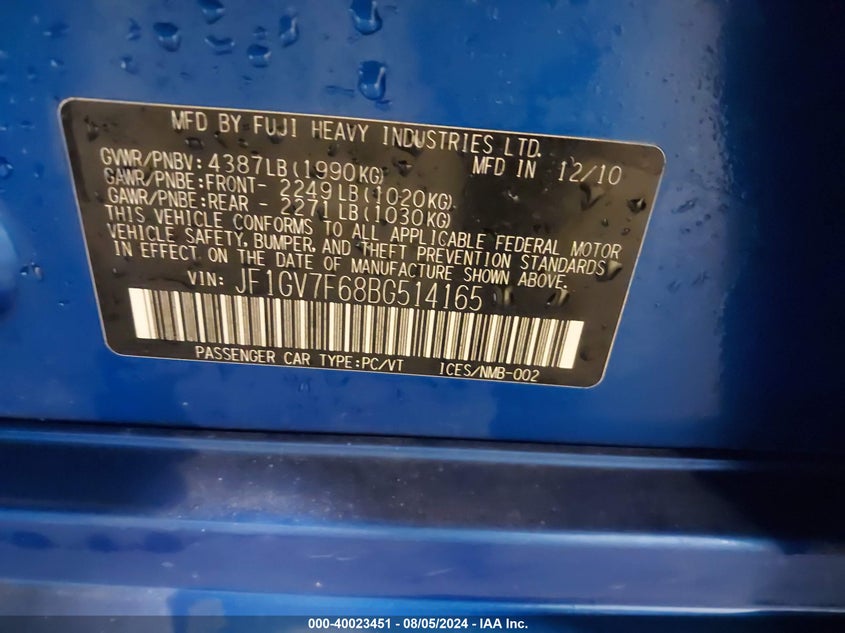 MFD BY FUJI HEAVY INDUSTRIES LTD.
GVWR/PNBV: 4387LB(1990KG) MFD IN 12/10
GAWR/PNBE:FRONT- 2249LB(1020KG)
GAWR/PNBE:REAR - 2271LB(1030KG)
THIS VEHICLE CONFORMS TO ALL APPLICABLE FEDERAL MOTOR
VEHICLE SAFETY, BUMPER, AND THEFT PREVENTION STANDARDS
IN EFFECT ON THE DATE OF MANUFACTURE SHOWN ABOVE.
VIN: JF1GV7F68BG514165
PASSENGER CAR TYPE:PC/VT ICES/NMB-002
000-40023451 - 08/05/2024 - IAA Inc.